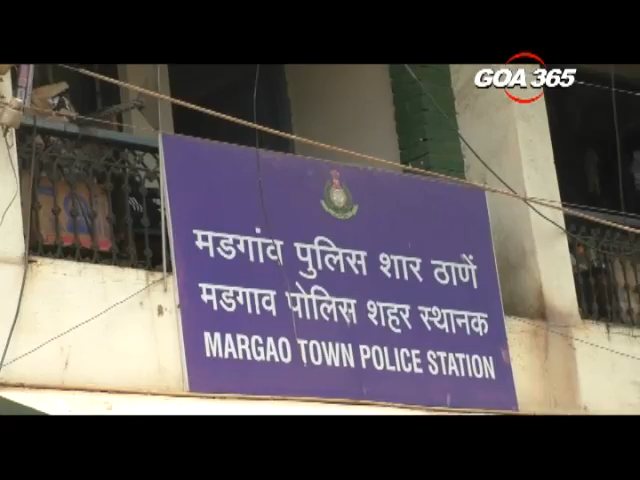 GOA 365
मडगांव पुलिस शार ठाणें
मडगाव पोलिस शहर स्थानक
MARGAO TOWN POLICE STATION